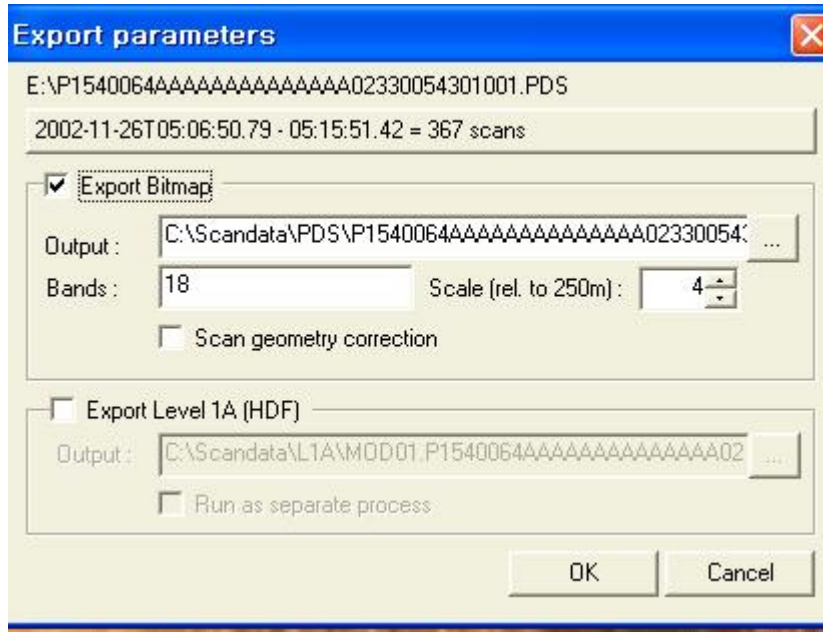 Export parameters
E:\P1540064AAAAAAAAAAAAAA02330054301001.PDS
2002-11-26T05:06:50.79 - 05:15:51.42 = 367 scans
Export Bitmap
Output : C:\Scandata\PDS\P1540064AAAAAAAAAAAAAA02330054: ...
Bands : 18 Scale (rel. to 250m) : 4
Scan geometry correction
Export Level 1A (HDF)
Output : C:\Scandata\L1A\MOD01.P1540064AAAAAAAAAAAAAA02 ...
Run as separate process
OK Cancel